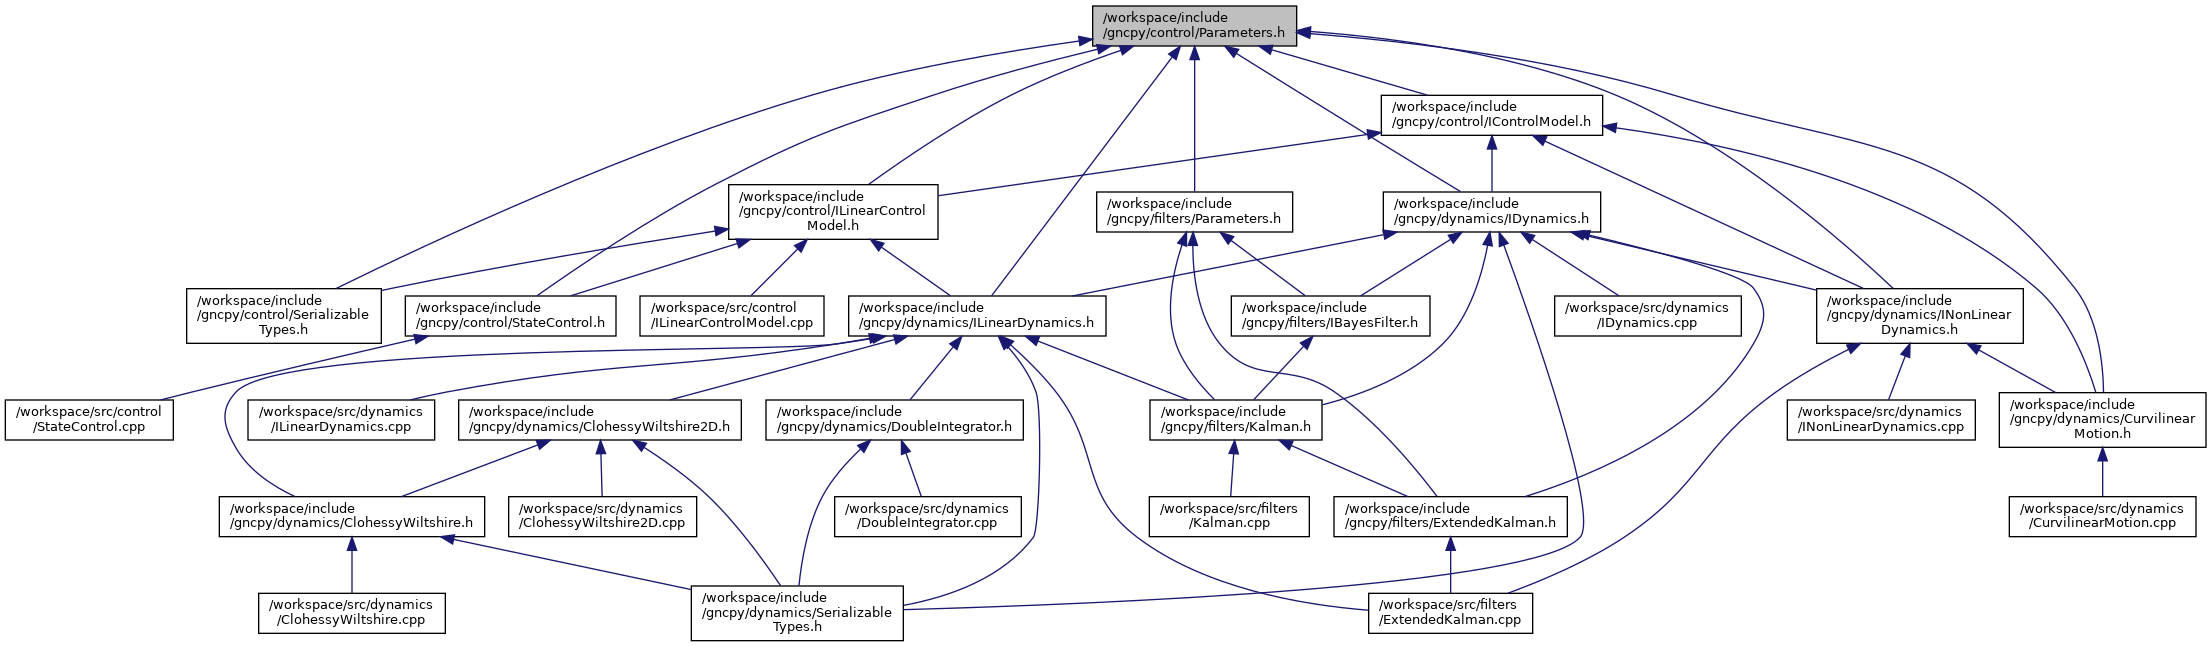 /workspace/include
/gncpy/control/Parameters.h
/workspace/include
/gncpy/control/IControlModel.h
/workspace/include
/gncpy/control/ILinearControl
Model.h
/workspace/include
/gncpy/filters/Parameters.h
/workspace/include
/gncpy/dynamics/IDynamics.h
/workspace/include
/gncpy/control/Serializable
Types.h
/workspace/include
/gncpy/control/StateControl.h
/workspace/src/control
/ILinearControlModel.cpp
/workspace/include
/gncpy/dynamics/ILinearDynamics.h
/workspace/include
/gncpy/filters/IBayesFilter.h
/workspace/src/dynamics
/IDynamics.cpp
/workspace/include
/gncpy/dynamics/INonLinear
Dynamics.h
/workspace/src/control
/StateControl.cpp
/workspace/src/dynamics
/ILinearDynamics.cpp
/workspace/include
/gncpy/dynamics/ClohessyWiltshire2D.h
/workspace/include
/gncpy/dynamics/DoubleIntegrator.h
/workspace/include
/gncpy/filters/Kalman.h
/workspace/src/dynamics
/INonLinearDynamics.cpp
/workspace/include
/gncpy/dynamics/Curvilinear
Motion.h
/workspace/include
/gncpy/dynamics/ClohessyWiltshire.h
/workspace/src/dynamics
/ClohessyWiltshire2D.cpp
/workspace/src/dynamics
/DoubleIntegrator.cpp
/workspace/src/filters
/Kalman.cpp
/workspace/include
/gncpy/filters/ExtendedKalman.h
/workspace/src/dynamics
/CurvilinearMotion.cpp
/workspace/src/dynamics
/ClohessyWiltshire.cpp
/workspace/include
/gncpy/dynamics/Serializable
Types.h
/workspace/src/filters
/ExtendedKalman.cpp